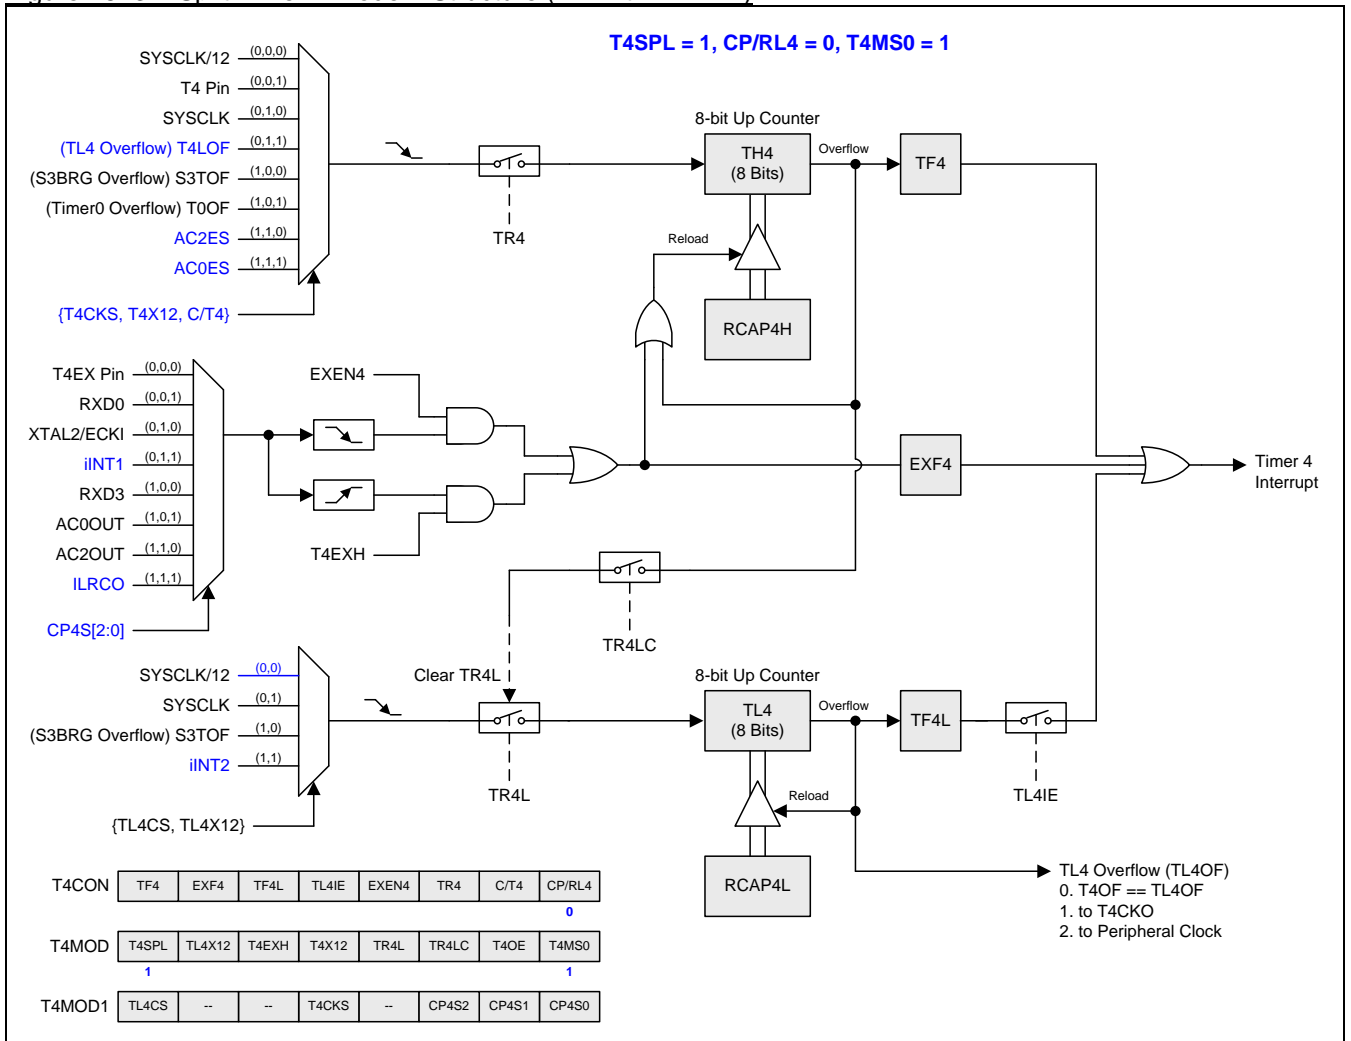 T4SPL = 1, CP/RL4 = 0, T4MS0 = 1
SYSCLK/12 (0,0,0)
T4 Pin (0,0,1)
SYSCLK (0,1,0)
(TL4 Overflow) T4LOF (0,1,1)
(S3BRG Overflow) S3TOF (1,0,0)
(Timer0 Overflow) T0OF (1,0,1)
AC2ES (1,1,0)
AC0ES (1,1,1)
{T4CKS, T4X12, C/T4}
TR4
8-bit Up Counter
TH4
(8 Bits)
Overflow
TF4
Reload
RCAP4H
T4EX Pin (0,0,0)
RXD0 (0,0,1)
XTAL2/ECKI (0,1,0)
iINT1 (0,1,1)
RXD3 (1,0,0)
AC0OUT (1,0,1)
AC2OUT (1,1,0)
ILRCO (1,1,1)
CP4S[2:0]
EXEN4
T4EXH
EXF4
Timer 4
Interrupt
TR4LC
Clear TR4L
SYSCLK/12 (0,0)
SYSCLK (0,1)
(S3BRG Overflow) S3TOF (1,0)
iINT2 (1,1)
{TL4CS, TL4X12}
TR4L
8-bit Up Counter
TL4
(8 Bits)
Overflow
TF4L
TL4IE
Reload
RCAP4L
TL4 Overflow (TL4OF)
0. T4OF == TL4OF
1. to T4CKO
2. to Peripheral Clock
T4CON TF4 EXF4 TF4L TL4IE EXEN4 TR4 C/T4 CP/RL4
0
T4MOD T4SPL TL4X12 T4EXH T4X12 TR4L TR4LC T4OE T4MS0
1 1
T4MOD1 TL4CS -- -- T4CKS -- CP4S2 CP4S1 CP4S0